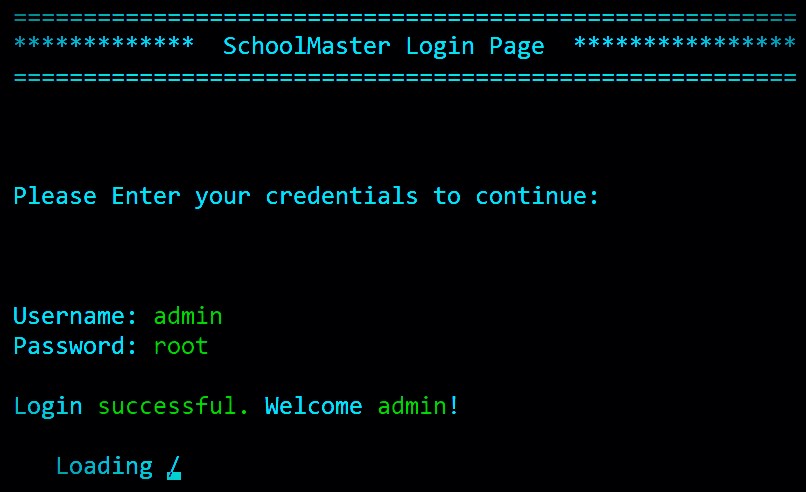 ========================================================
*************  SchoolMaster Login Page  ****************
========================================================
Please Enter your credentials to continue:
Username: admin
Password: root
Login successful. Welcome admin!
Loading /